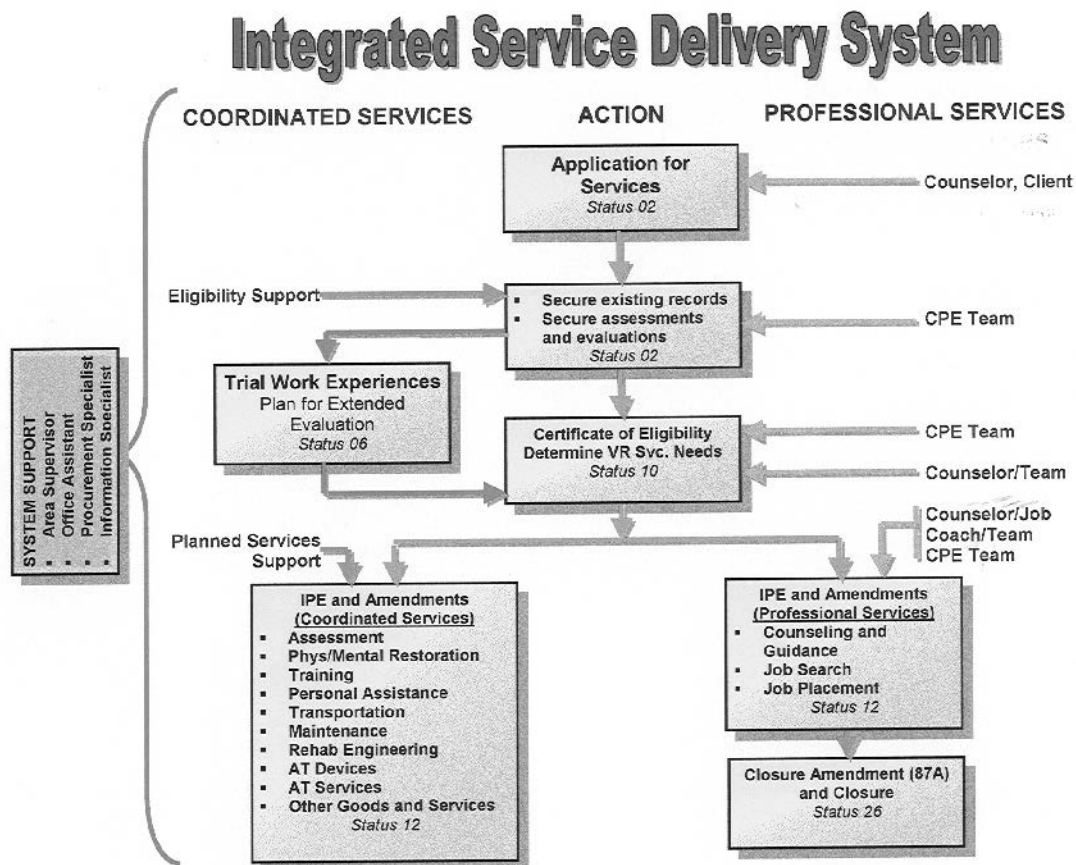 Integrated Service Delivery System
COORDINATED SERVICES
ACTION
PROFESSIONAL SERVICES
Application for
Services
Status 02
Counselor, Client
Eligibility Support
▪ Secure existing records
▪ Secure assessments
and evaluations
Status 02
CPE Team
Trial Work Experiences
Plan for Extended
Evaluation
Status 06
Certificate of Eligibility
Determine VR Svc. Needs
Status 10
CPE Team
Counselor/Team
SYSTEM SUPPORT
▪ Area Supervisor
▪ Office Assistant
▪ Procurement Specialist
▪ Information Specialist
Planned Services
Support
Counselor/Job
Coach/Team
CPE Team
IPE and Amendments
(Coordinated Services)
▪ Assessment
▪ Phys/Mental Restoration
▪ Training
▪ Personal Assistance
▪ Transportation
▪ Maintenance
▪ Rehab Engineering
▪ AT Devices
▪ AT Services
▪ Other Goods and Services
Status 12
IPE and Amendments
(Professional Services)
▪ Counseling and
Guidance
▪ Job Search
▪ Job Placement
Status 12
Closure Amendment (87A)
and Closure
Status 26